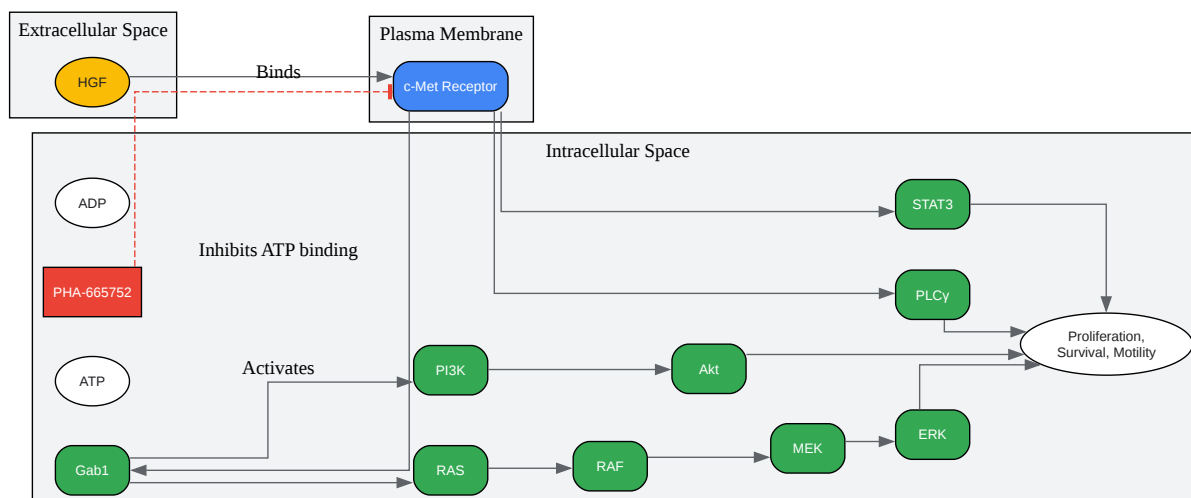 Extracellular Space
Plasma Membrane
HGF
Binds
c-Met Receptor
Intracellular Space
ADP
STAT3
Inhibits ATP binding
PHA-665752
PLCγ
Proliferation,
Survival, Motility
ATP
Activates
PI3K
Akt
Gab1
RAS
RAF
MEK
ERK